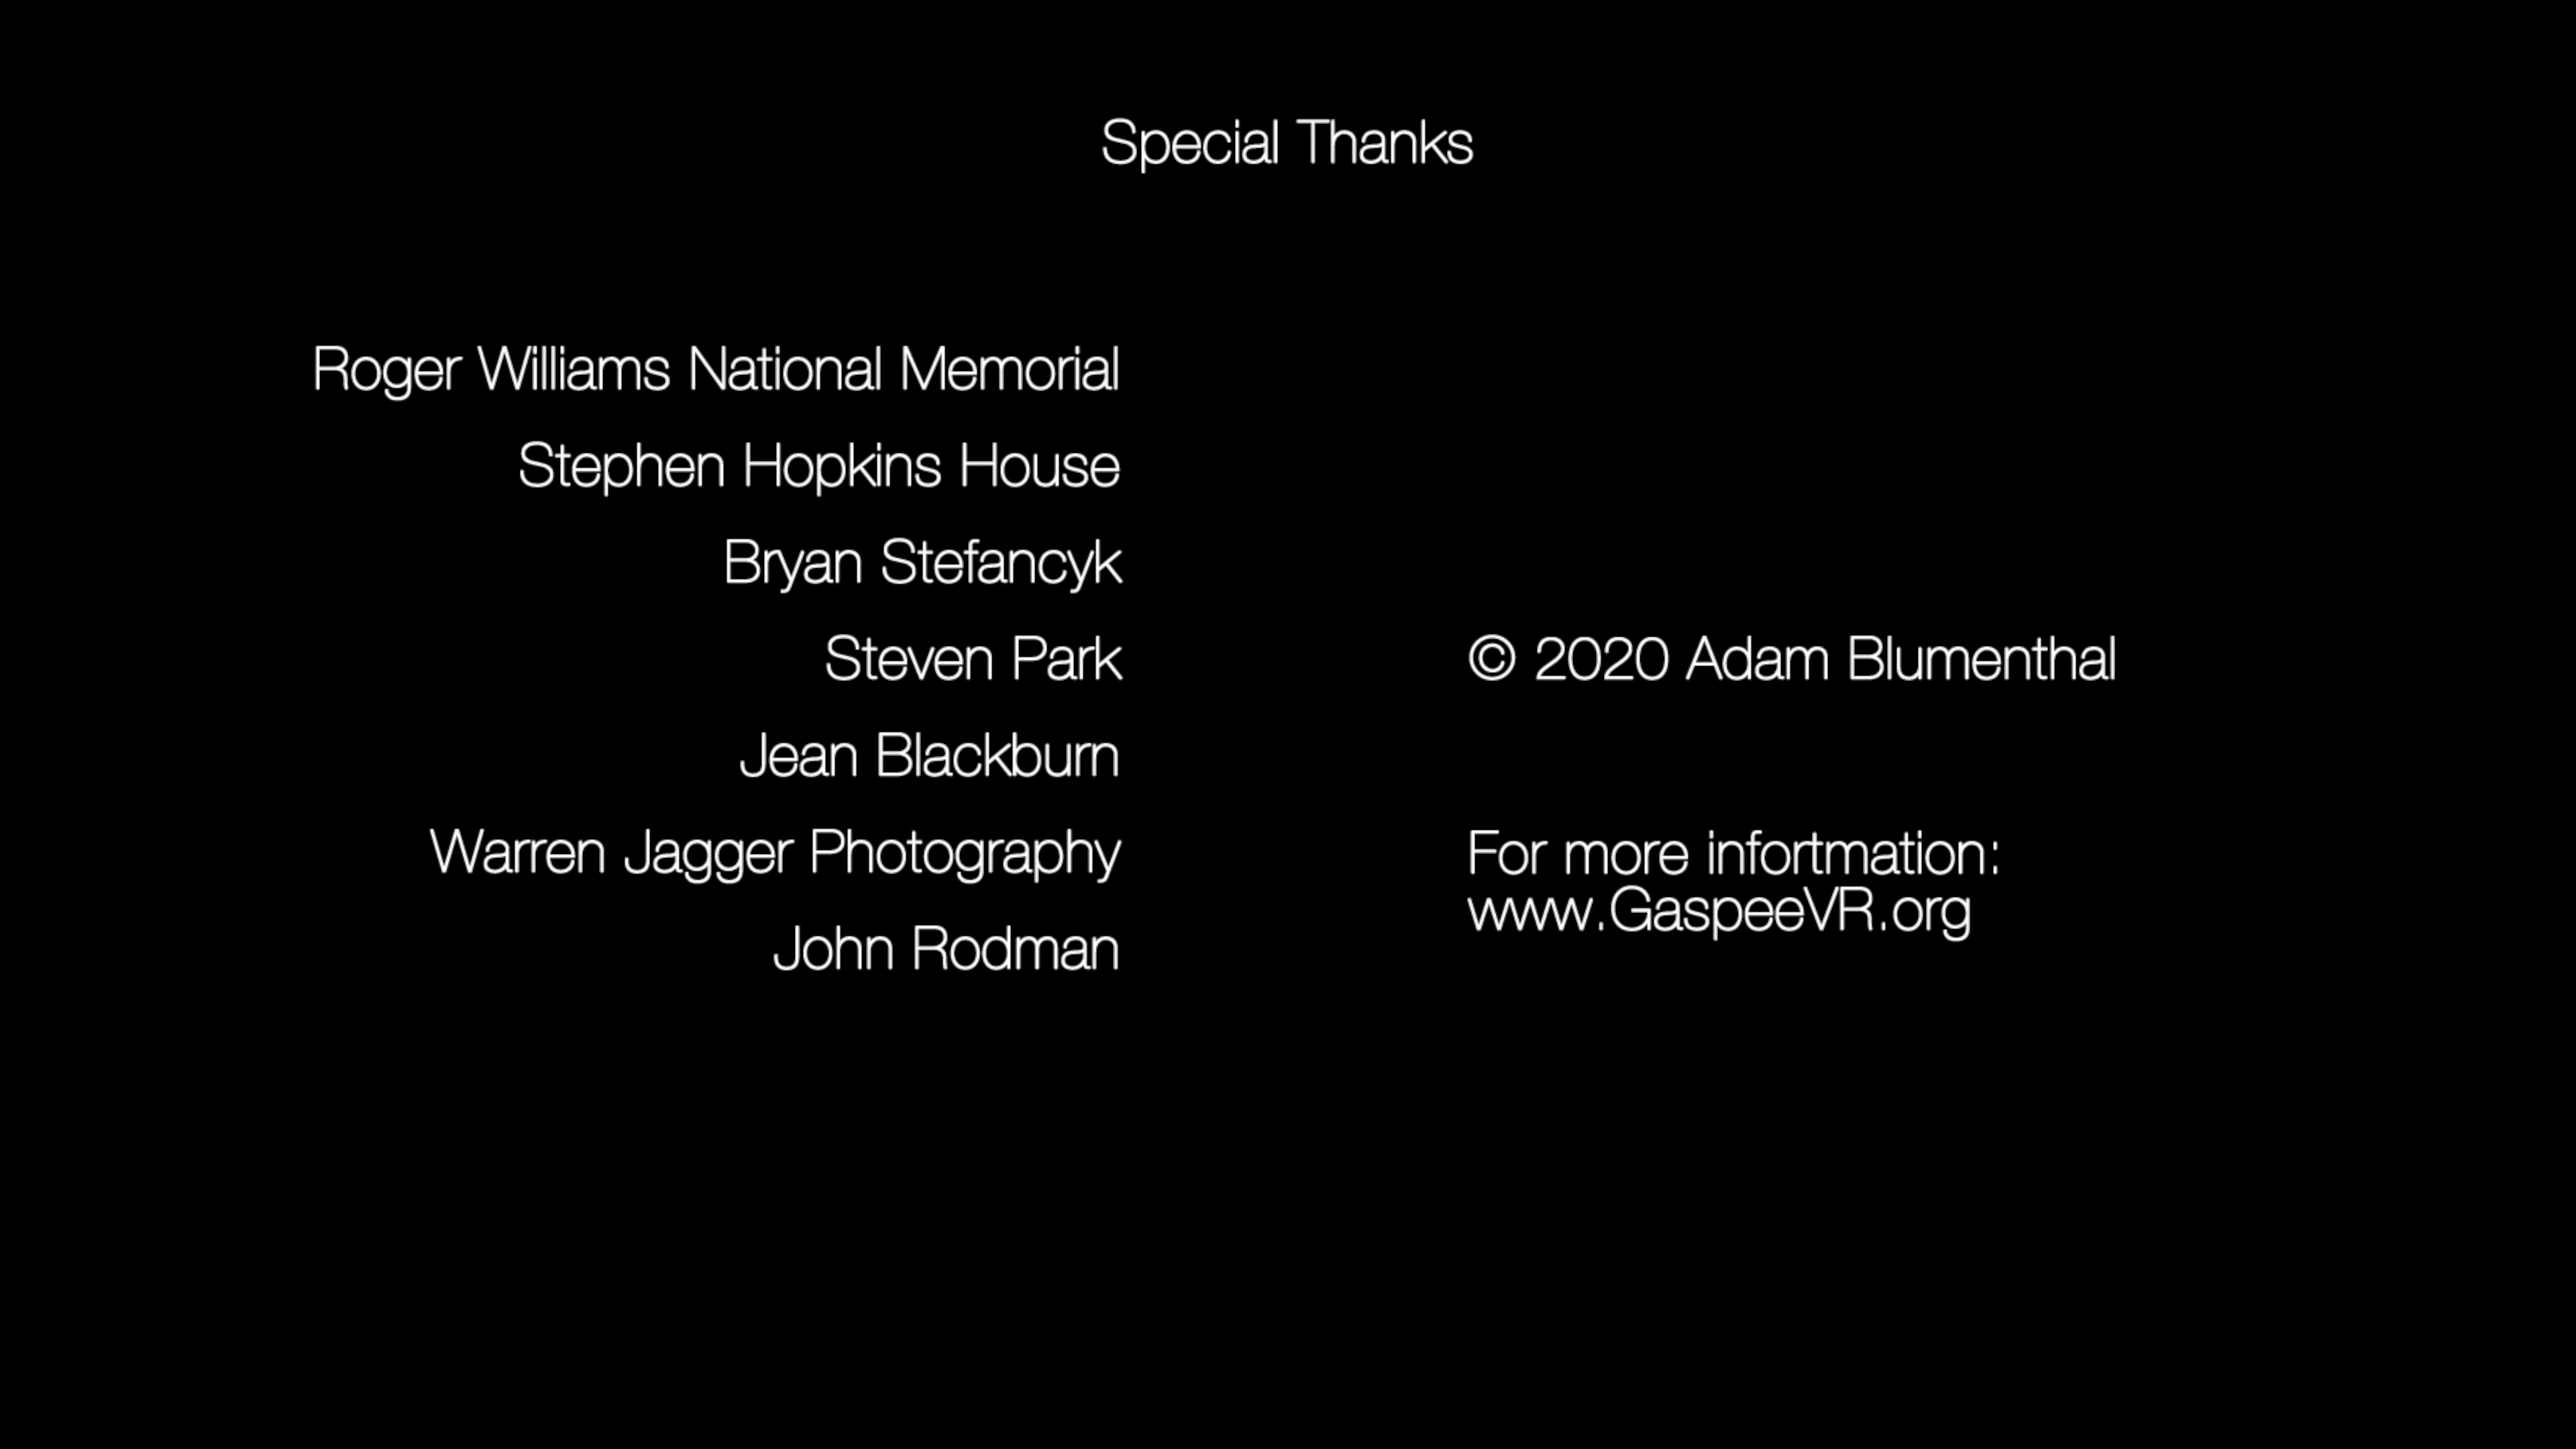 Special Thanks
Roger Williams National Memorial
Stephen Hopkins House
Bryan Stefancyk
Steven Park
Jean Blackburn
Warren Jagger Photography
John Rodman
© 2020 Adam Blumenthal
For more infortmation:
www.GaspeeVR.org